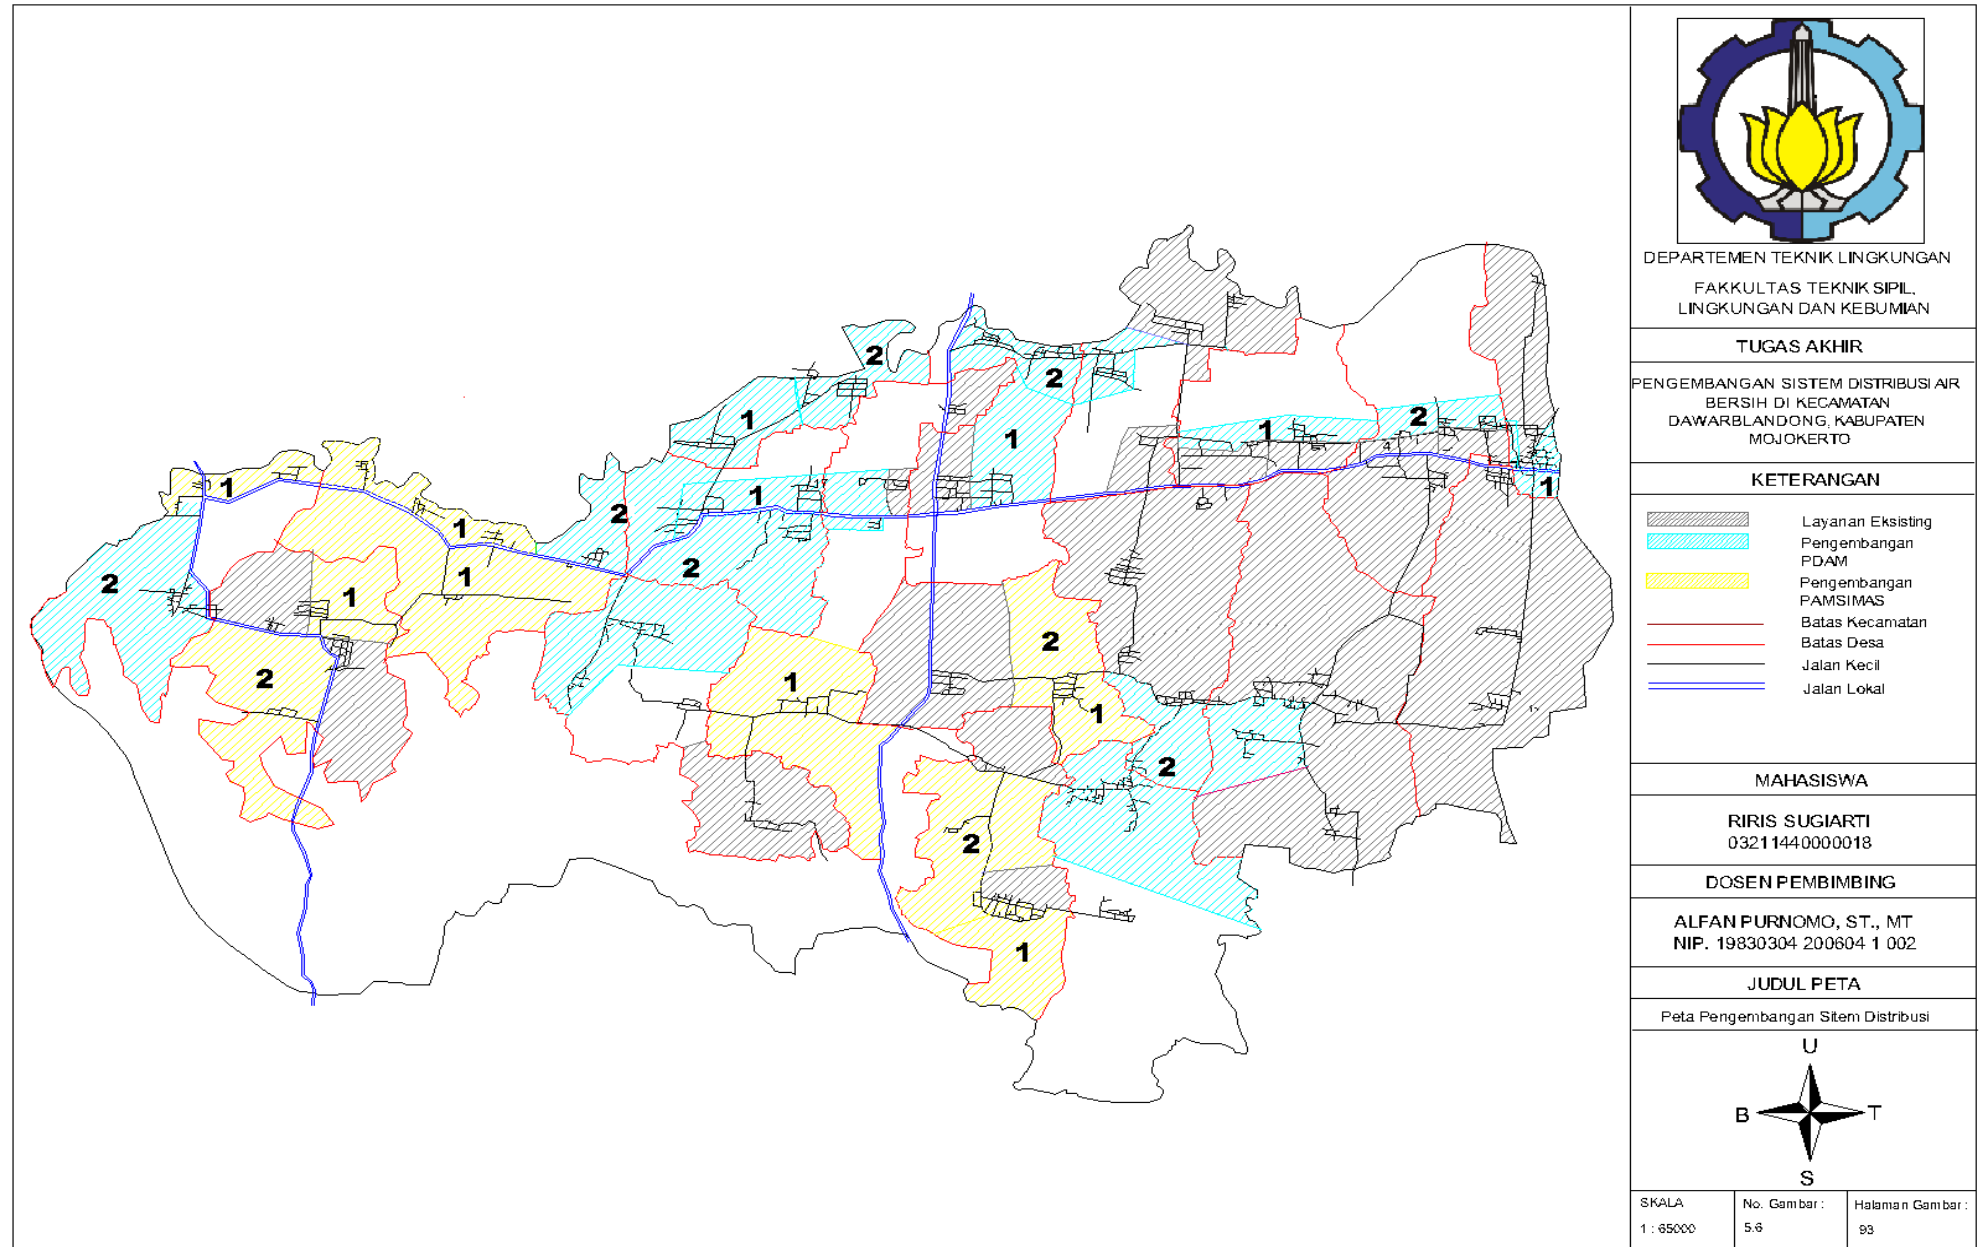 2
2
1
2
1
1
2
1
1
1
2
1
1
2
1
1
2
2
2
1
1
2
2
1
DEPARTEMEN TEKNIK LINGKUNGAN
FAKKULTAS TEKNIK SIPIL,
LINGKUNGAN DAN KEBUMIAN
TUGAS AKHIR
PENGEMBANGAN SISTEM DISTRIBUSI AIR
BERSIH DI KECAMATAN
DAWARBLANDONG, KABUPATEN
MOJOKERTO
KETERANGAN
Layanan Eksisting
Pengembangan
PDAM
Pengembangan
PAMSIMAS
Batas Kecamatan
Batas Desa
Jalan Kecil
Jalan Lokal
MAHASISWA
RIRIS SUGIARTI
03211440000018
DOSEN PEMBIMBING
ALFAN PURNOMO, ST., MT
NIP. 19830304 200604 1 002
JUDUL PETA
Peta Pengembangan Sitem Distribusi
U
B T
S
SKALA
1 : 65000
No. Gambar :
5.6
Halaman Gambar :
93